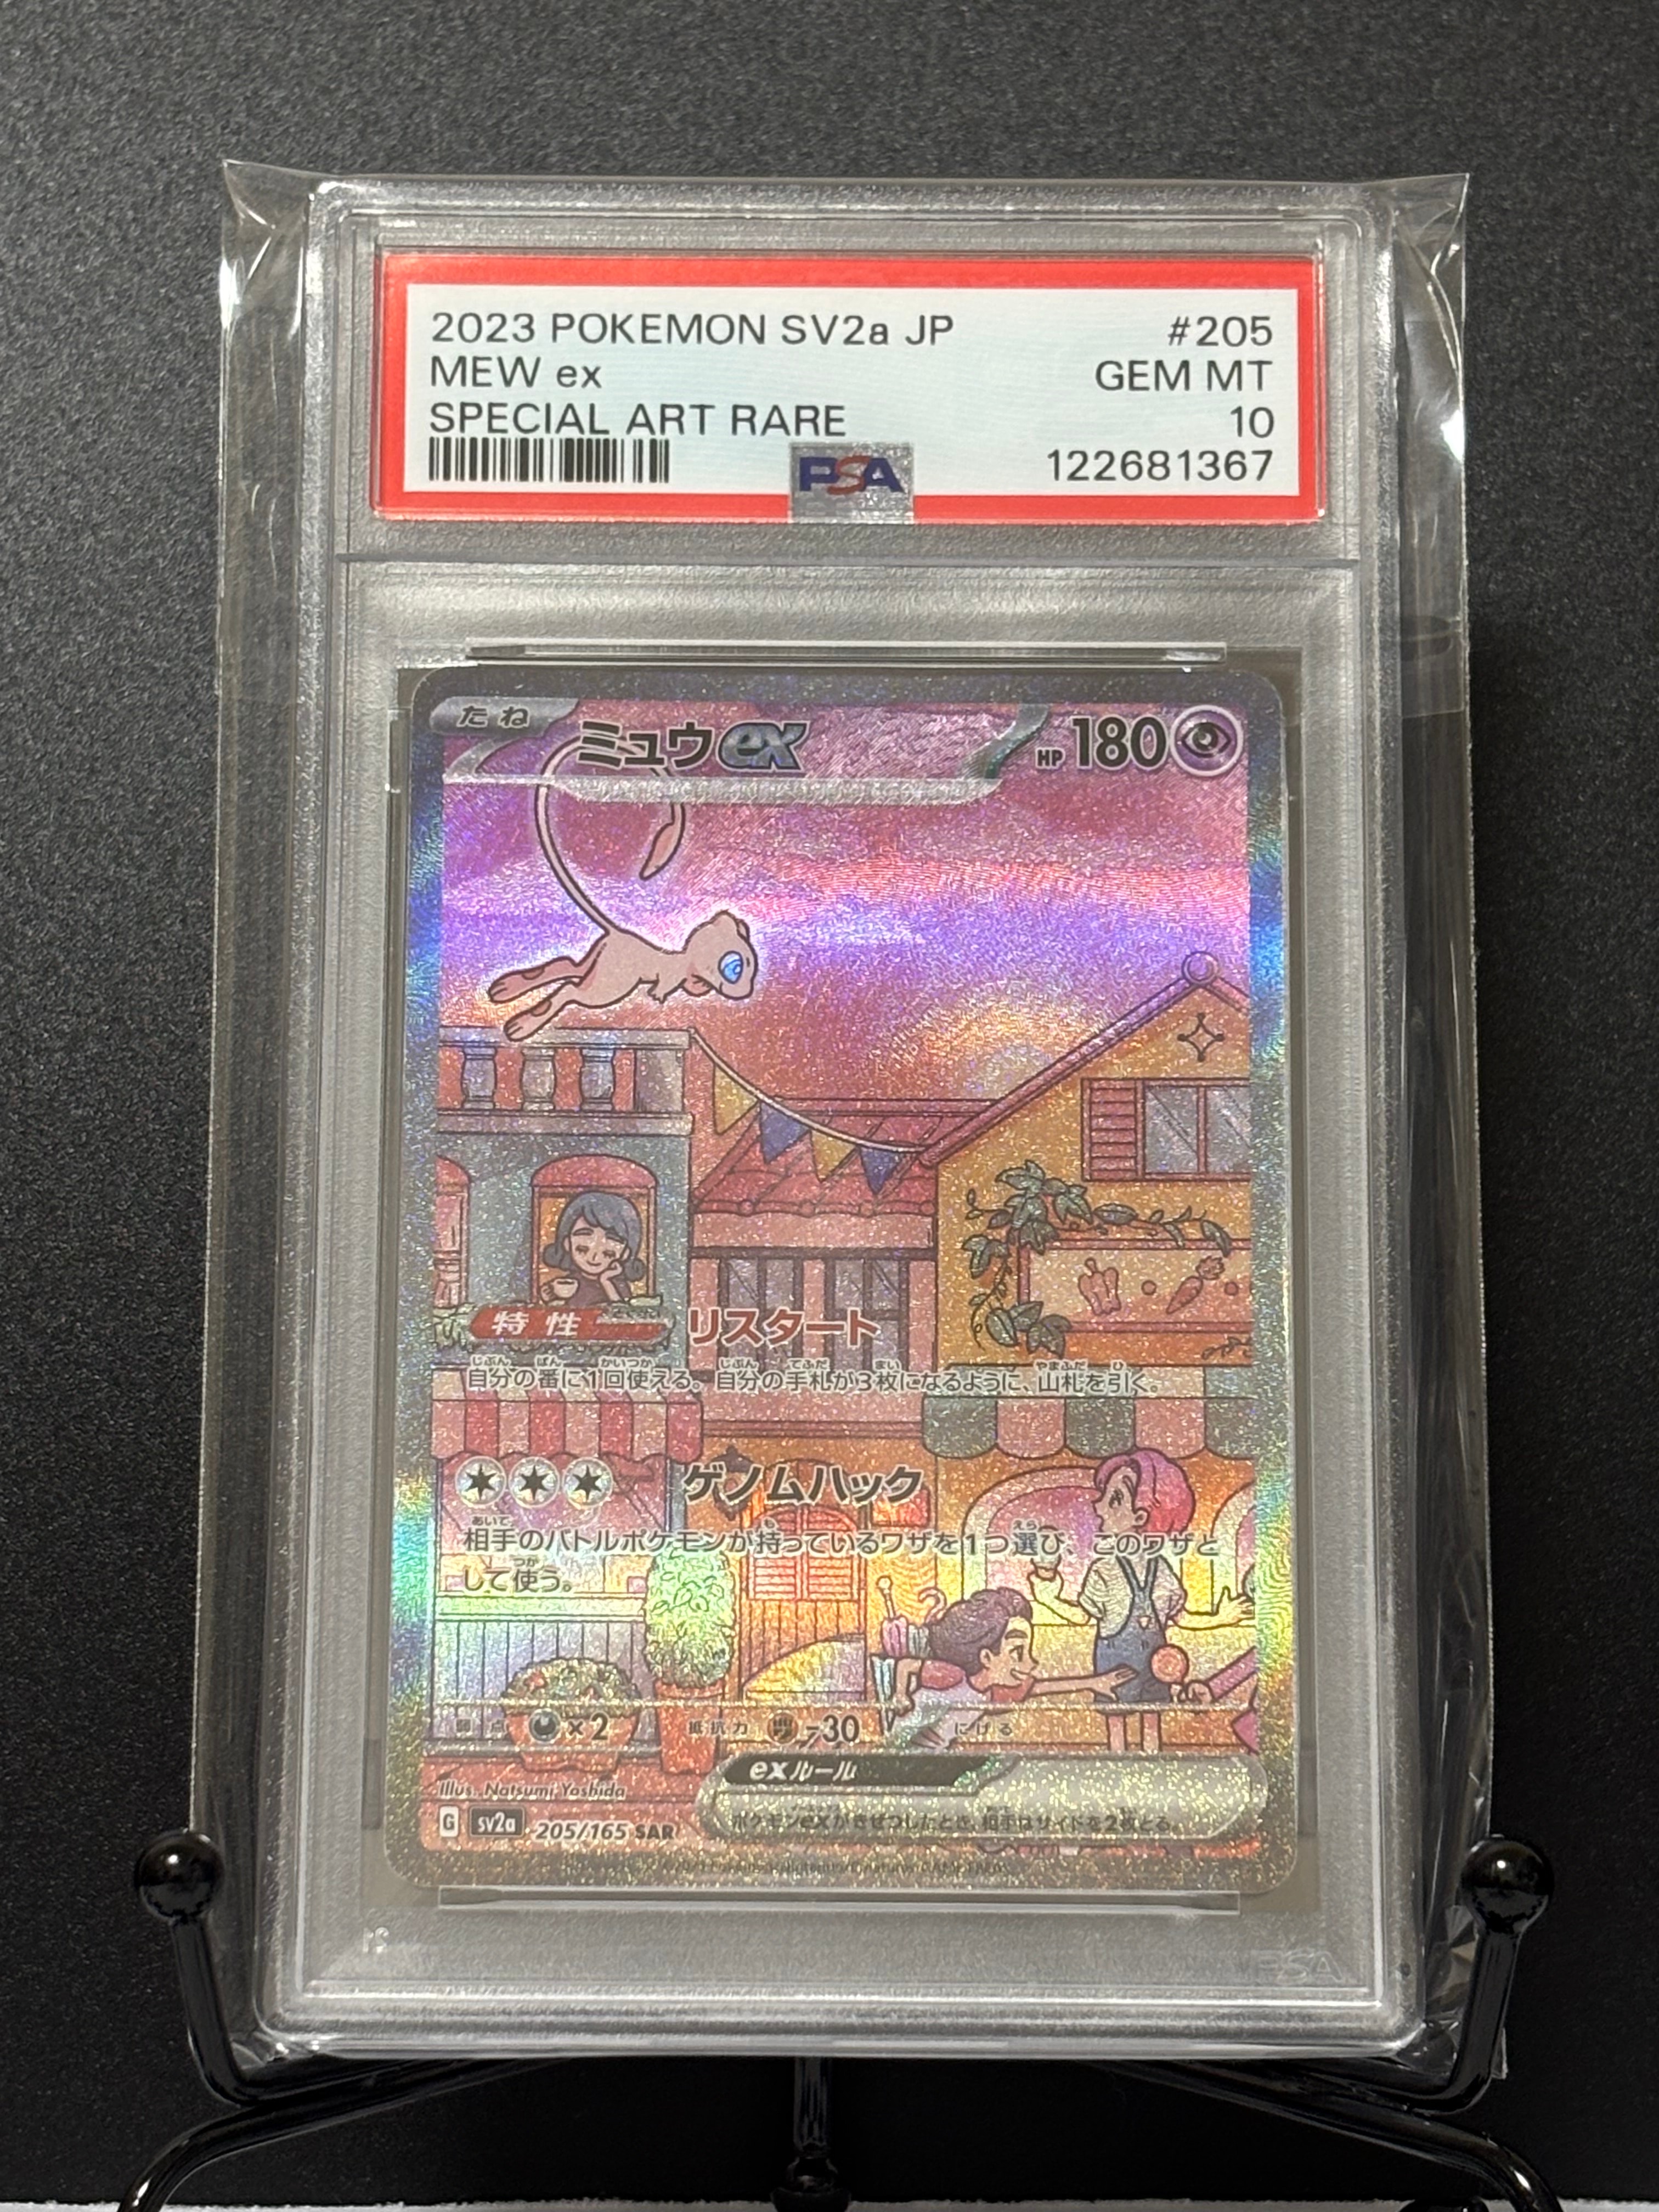 2023 POKEMON SV2a JP #205
MEW ex GEM MT
SPECIAL ART RARE 10
PSA 122681367
たね ミュウex HP 180
特性 リスタート
自分の番に1回使える。自分の手札が3枚になるように、山札を引く。
ゲノムハック
相手のバトルポケモンが持っているワザを1つ選び、このワザと
して使う。
弱点 ×2 抵抗力 -30 にげる
exルール
Illus. Natsumi Yoshida
ポケモンexがきぜつしたとき、相手はサイドを2枚とる。
G sv2a 205/165 SAR
PSA